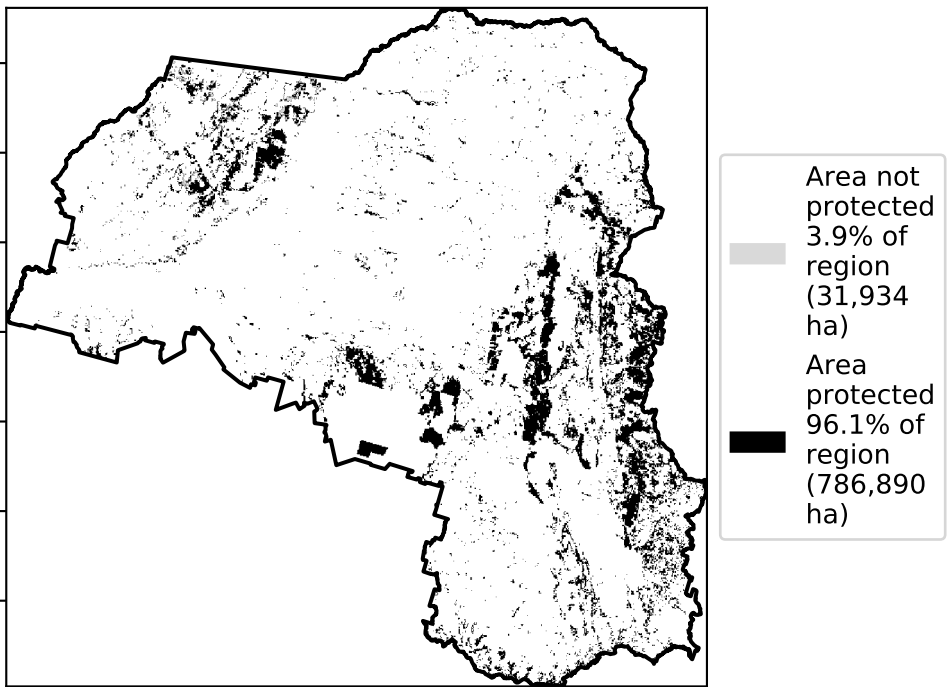 Area not
protected
3.9% of
region
(31,934
ha)
Area
protected
96.1% of
region
(786,890
ha)